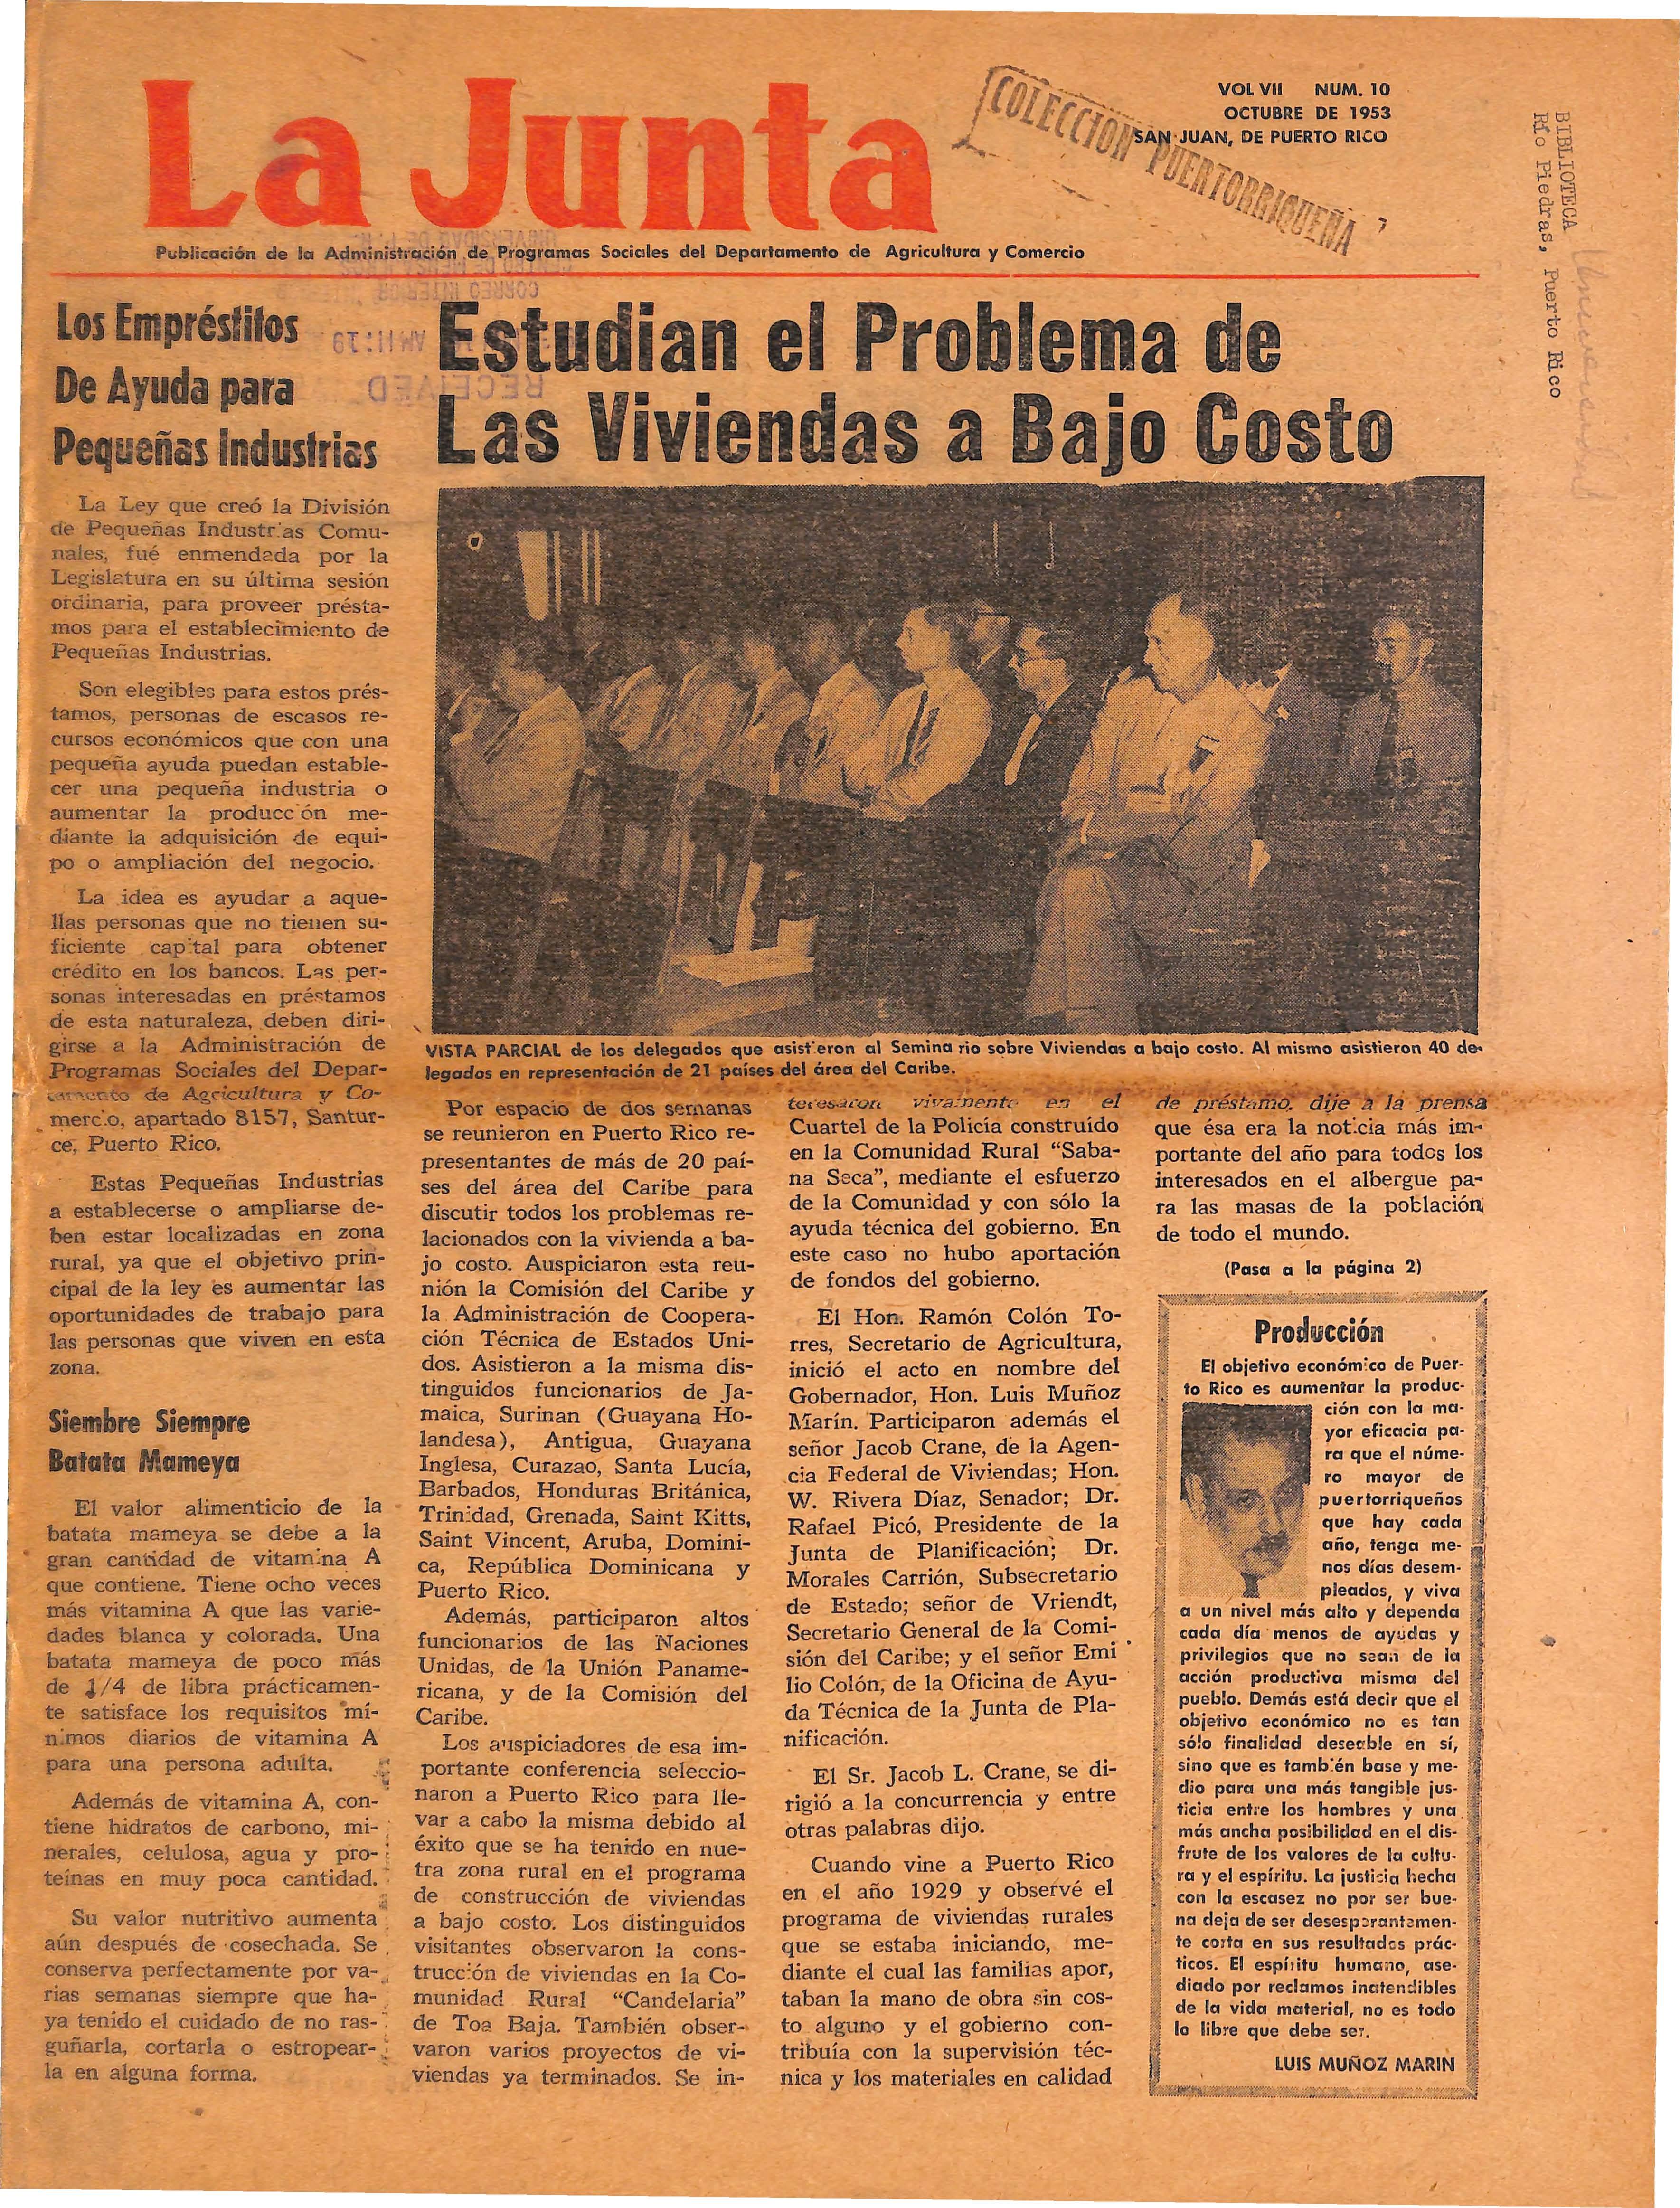 La Junta
VOL VII NUM. 10
OCTUBRE DE 1953
SAN JUAN, DE PUERTO RICO
COLECCION PUERTORRIQUEÑA
BIBLIOTECA
Río Piedras, Puerto Rico
Publicación de la Administración de Programas Sociales del Departamento de Agricultura y Comercio
CORREO INTERIOR
RECEIVED
Los Empréstitos
De Ayuda para
Pequeñas Industrias
La Ley que creó la División
de Pequeñas Industrias Comu-
nales, fué enmendada por la
Legislatura en su última sesión
ordinaria, para proveer présta-
mos para el establecimiento de
Pequeñas Industrias.
Son elegibles para estos prés-
tamos, personas de escasos re-
cursos económicos que con una
pequeña ayuda puedan estable-
cer una pequeña industria o
aumentar la producción me-
diante la adquisición de equi-
po o ampliación del negocio.
La idea es ayudar a aque-
llas personas que no tienen su-
ficiente capital para obtener
crédito en los bancos. Las per-
sonas interesadas en préstamos
de esta naturaleza, deben diri-
girse a la Administración de
Programas Sociales del Depar-
tamento de Agricultura y Co-
mercio, apartado 8157, Santur-
ce, Puerto Rico.
Estas Pequeñas Industrias
a establecerse o ampliarse de-
ben estar localizadas en zona
rural, ya que el objetivo prin-
cipal de la ley es aumentar las
oportunidades de trabajo para
las personas que viven en esta
zona.
Siembre Siempre
Batata Mameya
El valor alimenticio de la
batata mameya se debe a la
gran cantidad de vitamina A
que contiene. Tiene ocho veces
más vitamina A que las varie-
dades blanca y colorada. Una
batata mameya de poco más
de 1/4 de libra prácticamen-
te satisface los requisitos mí-
nimos diarios de vitamina A
para una persona adulta.
Además de vitamina A, con-
tiene hidratos de carbono, mi-
nerales, celulosa, agua y pro-
teínas en muy poca cantidad.
Su valor nutritivo aumenta
aún después de cosechada. Se
conserva perfectamente por va-
rias semanas siempre que ha-
ya tenido el cuidado de no ras-
guñarla, cortarla o estropear-
la en alguna forma.
Estudian el Problema de
Las Viviendas a Bajo Costo
VISTA PARCIAL de los delegados que asistieron al Semina rio sobre Viviendas a bajo costo. Al mismo asistieron 40 de-
legados en representación de 21 países del área del Caribe.
Por espacio de dos semanas
se reunieron en Puerto Rico re-
presentantes de más de 20 paí-
ses del área del Caribe para
discutir todos los problemas re-
lacionados con la vivienda a ba-
jo costo. Auspiciaron esta reu-
nión la Comisión del Caribe y
la Administración de Coopera-
ción Técnica de Estados Uni-
dos. Asistieron a la misma dis-
tinguidos funcionarios de Ja-
maica, Surinan (Guayana Ho-
landesa), Antigua, Guayana
Inglesa, Curazao, Santa Lucía,
Barbados, Honduras Británica,
Trinidad, Grenada, Saint Kitts,
Saint Vincent, Aruba, Domini-
ca, República Dominicana y
Puerto Rico.
Además, participaron altos
funcionarios de las Naciones
Unidas, de la Unión Paname-
ricana, y de la Comisión del
Caribe.
Los auspiciadores de esa im-
portante conferencia seleccio-
naron a Puerto Rico para lle-
var a cabo la misma debido al
éxito que se ha tenido en nues-
tra zona rural en el programa
de construcción de viviendas
a bajo costo. Los distinguidos
visitantes observaron la cons-
trucción de viviendas en la Co-
munidad Rural "Candelaria"
de Toa Baja. También obser-
varon varios proyectos de vi-
viendas ya terminados. Se in-
teresaron vivamente en el
Cuartel de la Policía construído
en la Comunidad Rural "Saba-
na Seca", mediante el esfuerzo
de la Comunidad y con sólo la
ayuda técnica del gobierno. En
este caso no hubo aportación
de fondos del gobierno.
El Hon. Ramón Colón To-
rres, Secretario de Agricultura,
inició el acto en nombre del
Gobernador, Hon. Luis Muñoz
Marín. Participaron además el
señor Jacob Crane, de la Agen-
cia Federal de Viviendas; Hon.
W. Rivera Díaz, Senador; Dr.
Rafael Picó, Presidente de la
Junta de Planificación; Dr.
Morales Carrión, Subsecretario
de Estado; señor de Vriendt,
Secretario General de la Comi-
sión del Caribe; y el señor Emi
lio Colón, de la Oficina de Ayu-
da Técnica de la Junta de Pla-
nificación.
El Sr. Jacob L. Crane, se di-
rigió a la concurrencia y entre
otras palabras dijo.
Cuando vine a Puerto Rico
en el año 1929 y observé el
programa de viviendas rurales
que se estaba iniciando, me-
diante el cual las familias apor,
taban la mano de obra sin cos-
to alguno y el gobierno con-
tribuía con la supervisión téc-
nica y los materiales en calidad
de préstamo, dije a la prensa
que ésa era la noticia más im-
portante del año para todos los
interesados en el albergue pa-
ra las masas de la población
de todo el mundo.
(Pasa a la página 2)
Producción
El objetivo económico de Puer-
to Rico es aumentar la produc-
ción con la ma-
yor eficacia pa-
ra que el núme-
ro mayor de
puertorriqueños
que hay cada
año, tenga me-
nos días desem-
pleados, y viva
a un nivel más alto y dependa
cada día menos de ayudas y
privilegios que no sean de la
acción productiva misma del
pueblo. Demás está decir que el
objetivo económico no es tan
sólo finalidad deseable en sí,
sino que es también base y me-
dio para una más tangible jus-
ticia entre los hombres y una
más ancha posibilidad en el dis-
frute de los valores de la cultu-
ra y el espíritu. La justicia hecha
con la escasez no por ser bue-
na deja de ser desesperantemen-
te corta en sus resultados prác-
ticos. El espíritu humano, ase-
diado por reclamos inatendibles
de la vida material, no es todo
lo libre que debe ser.
LUIS MUÑOZ MARIN